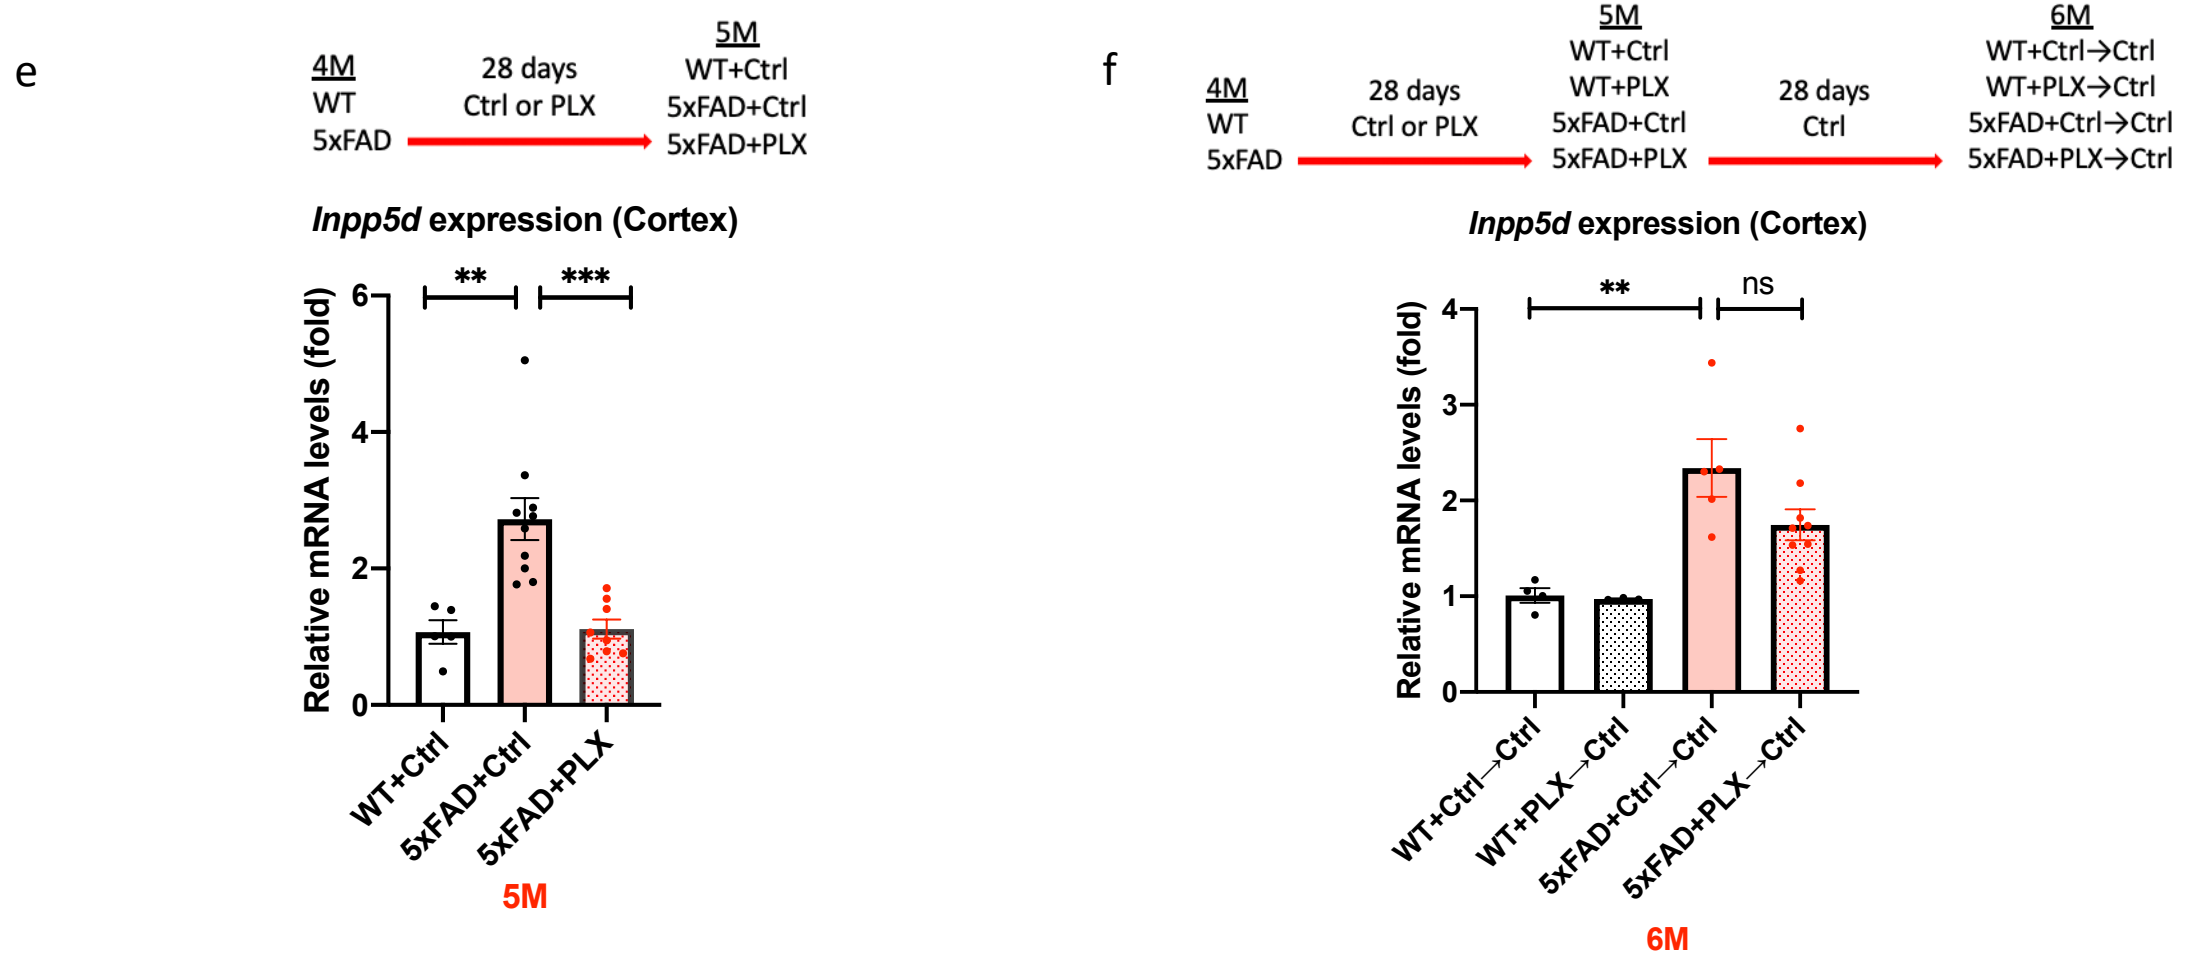 e
4M
WT
5xFAD
28 days
Ctrl or PLX
5M
WT+Ctrl
5xFAD+Ctrl
5xFAD+PLX
Inpp5d expression (Cortex)
** ***
Relative mRNA levels (fold)
6
4
2
0
WT+Ctrl
5xFAD+Ctrl
5xFAD+PLX
5M
f
4M
WT
5xFAD
28 days
Ctrl or PLX
5M
WT+Ctrl
WT+PLX
5xFAD+Ctrl
5xFAD+PLX
28 days
Ctrl
6M
WT+Ctrl→Ctrl
WT+PLX→Ctrl
5xFAD+Ctrl→Ctrl
5xFAD+PLX→Ctrl
Inpp5d expression (Cortex)
** ns
Relative mRNA levels (fold)
4
3
2
1
0
WT+Ctrl→Ctrl
WT+PLX→Ctrl
5xFAD+Ctrl→Ctrl
5xFAD+PLX→Ctrl
6M